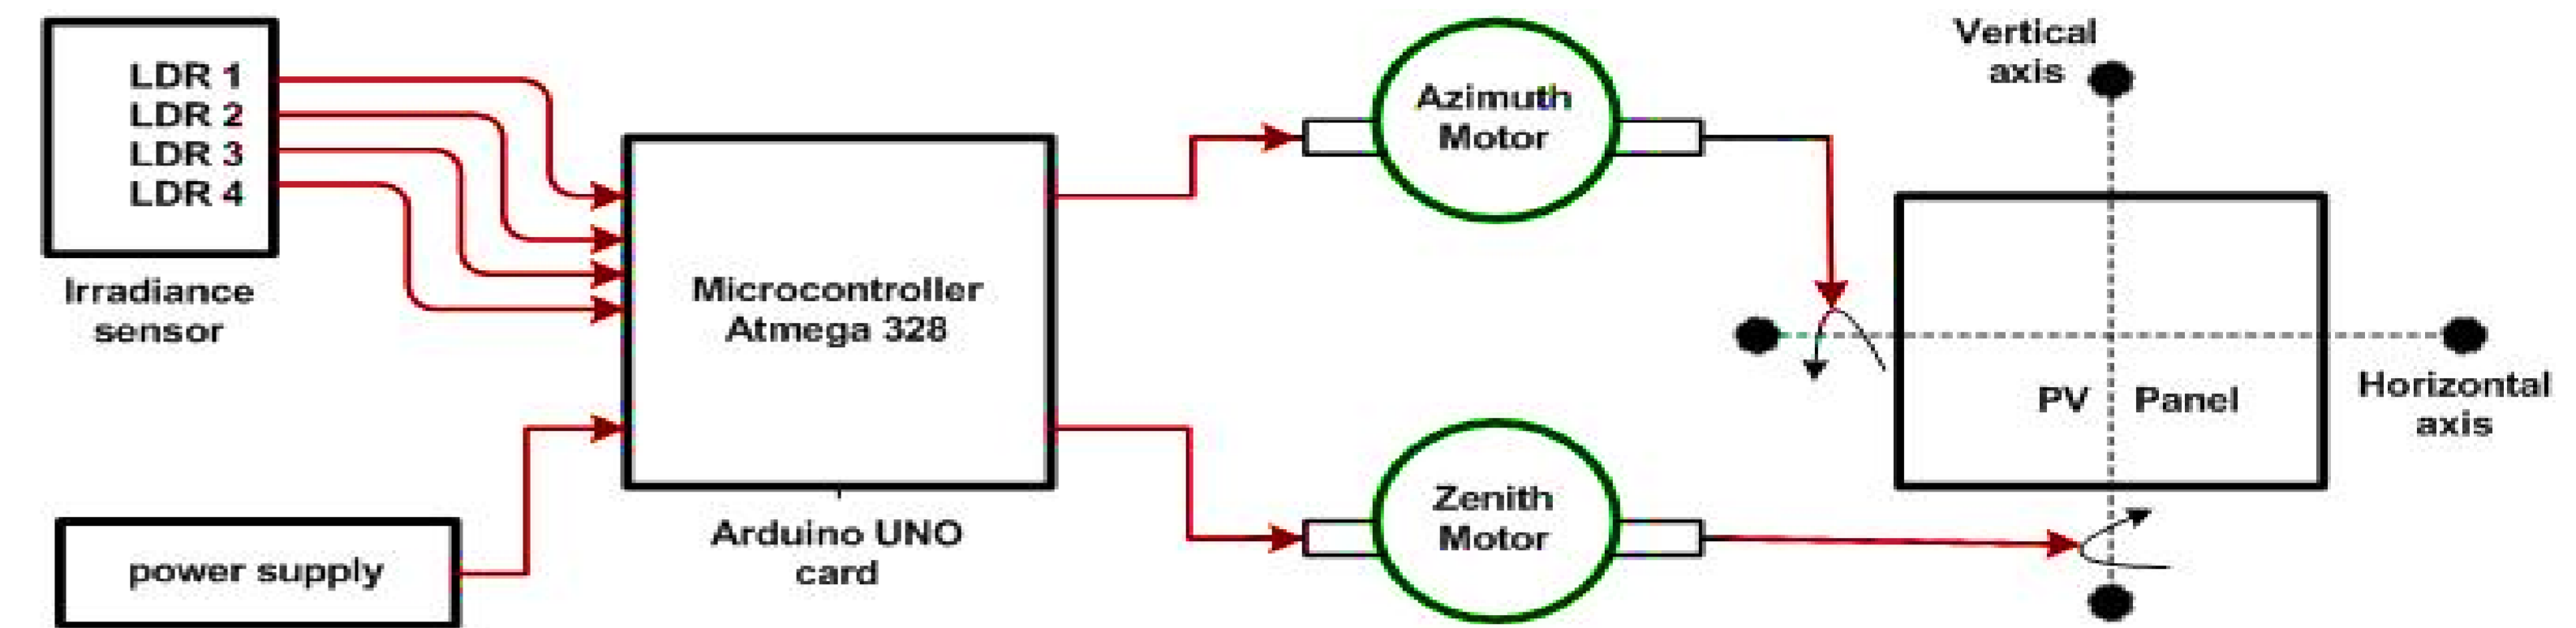 LDR 1
LDR 2
LDR 3
LDR 4
Irradiance
sensor
power supply
Microcontroller
Atmega 328
Arduino UNO
card
Azimuth
Motor
Zenith
Motor
Vertical
axis
PV Panel
Horizontal
axis